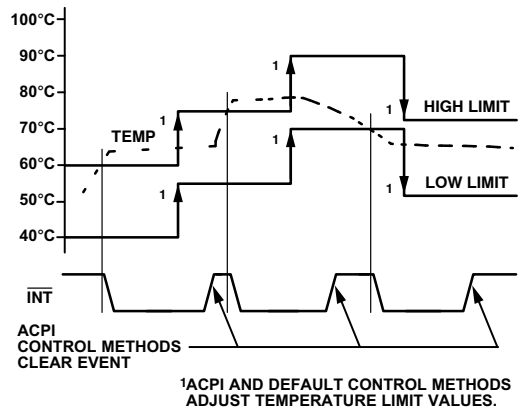 100°C
90°C
80°C
70°C
60°C
50°C
40°C
TEMP
1
1
1
1
1
1
HIGH LIMIT
LOW LIMIT
INT
ACPI
CONTROL METHODS
CLEAR EVENT
1ACPI AND DEFAULT CONTROL METHODS
ADJUST TEMPERATURE LIMIT VALUES.